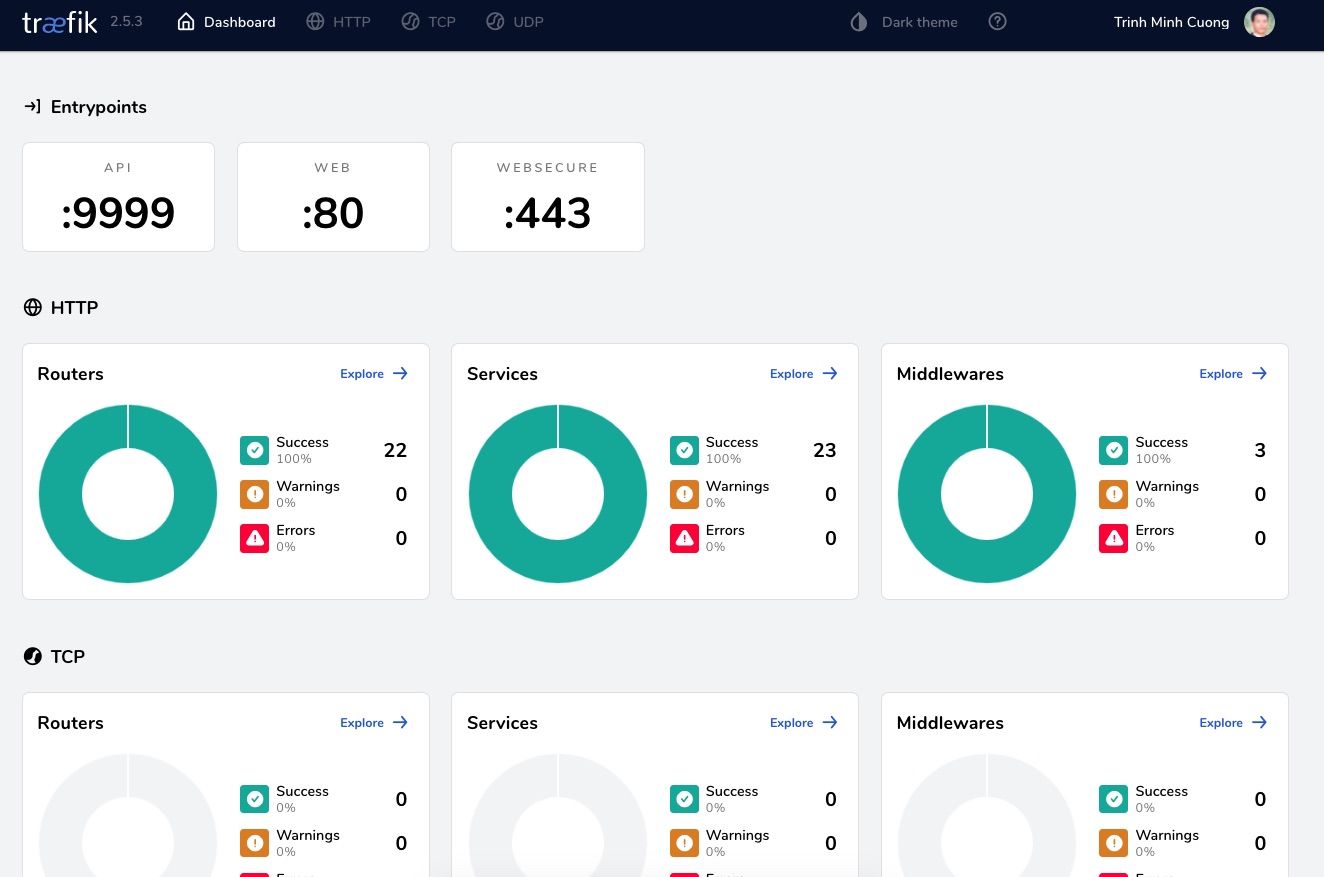 træfik 2.5.3 Dashboard HTTP TCP UDP Dark theme Trinh Minh Cuong
Entrypoints
API WEB WEBSECURE
:9999 :80 :443
HTTP
Routers Explore Services Explore Middlewares Explore
Success 22 Success 23 Success 3
100% 100% 100%
Warnings 0 Warnings 0 Warnings 0
0% 0% 0%
Errors 0 Errors 0 Errors 0
0% 0% 0%
TCP
Routers Explore Services Explore Middlewares Explore
Success 0 Success 0 Success 0
0% 0% 0%
Warnings 0 Warnings 0 Warnings 0
0% 0% 0%